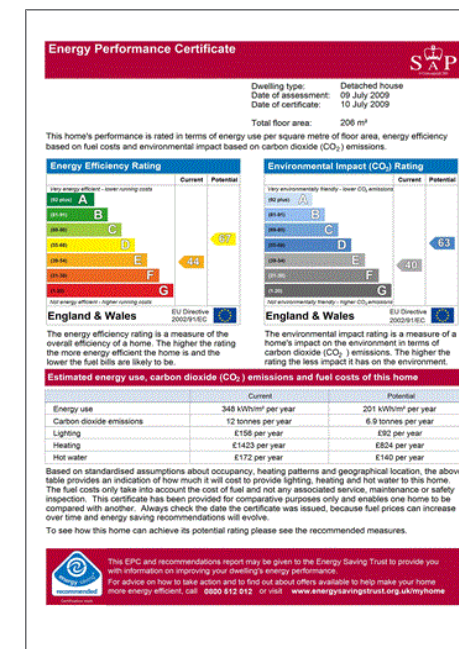 Energy Performance Certificate
SAP
Dwelling type: Detached house
Date of assessment: 09 July 2009
Date of certificate: 10 July 2009
Total floor area: 206 m²
This home's performance is rated in terms of energy use per square metre of floor area, energy efficiency
based on fuel costs and environmental impact based on carbon dioxide (CO₂) emissions.
Energy Efficiency Rating
Current Potential
Very energy efficient - lower running costs
(92 plus) A
(81-91) B
(69-80) C
(55-68) D
(39-54) E
(21-38) F
(1-20) G
67
44
Not energy efficient - higher running costs
England & Wales
EU Directive
2002/91/EC
The energy efficiency rating is a measure of the
overall efficiency of a home. The higher the rating
the more energy efficient the home is and the
lower the fuel bills are likely to be.
Environmental Impact (CO₂) Rating
Current Potential
Very environmentally friendly - lower CO₂ emissions
(92 plus) A
(81-91) B
(69-80) C
(55-68) D
(39-54) E
(21-38) F
(1-20) G
63
40
Not environmentally friendly - higher CO₂ emissions
England & Wales
EU Directive
2002/91/EC
The environmental impact rating is a measure of a
home's impact on the environment in terms of
carbon dioxide (CO₂ ) emissions. The higher the
rating the less impact it has on the environment.
Estimated energy use, carbon dioxide (CO₂ ) emissions and fuel costs of this home
Current Potential
Energy use 348 kWh/m² per year 201 kWh/m² per year
Carbon dioxide emissions 12 tonnes per year 6.9 tonnes per year
Lighting £156 per year £92 per year
Heating £1423 per year £824 per year
Hot water £172 per year £140 per year
Based on standardised assumptions about occupancy, heating patterns and geographical location, the above
table provides an indication of how much it will cost to provide lighting, heating and hot water to this home.
The fuel costs only take into account the cost of fuel and not any associated service, maintenance or safety
inspection. This certificate has been provided for comparative purposes only and enables one home to be
compared with another. Always check the date the certificate was issued, because fuel prices can increase
over time and energy saving recommendations will evolve.
To see how this home can achieve its potential rating please see the recommended measures.
energy saving
recommended
Certification mark
This EPC and recommendations report may be given to the Energy Saving Trust to provide you
with information on improving your dwelling's energy performance.
For advice on how to take action and to find out about offers available to help make your home
more energy efficient, call 0800 512 012 or visit www.energysavingstrust.org.uk/myhome